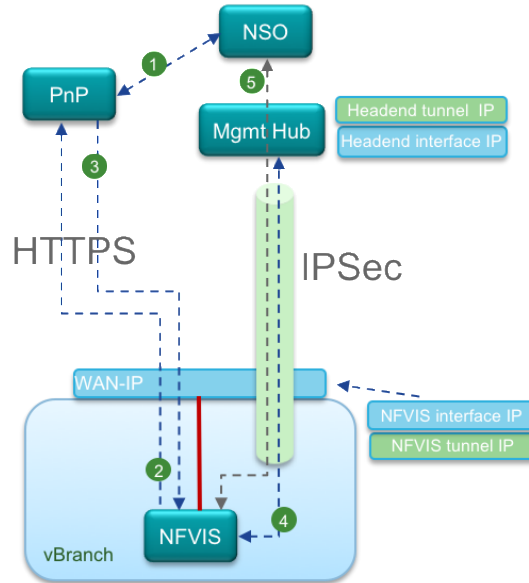 NSO
1
5
PnP
Mgmt Hub
Headend tunnel IP
Headend interface IP
3
HTTPS
IPSec
WAN-IP
NFVIS interface IP
NFVIS tunnel IP
2
4
NFVIS
vBranch